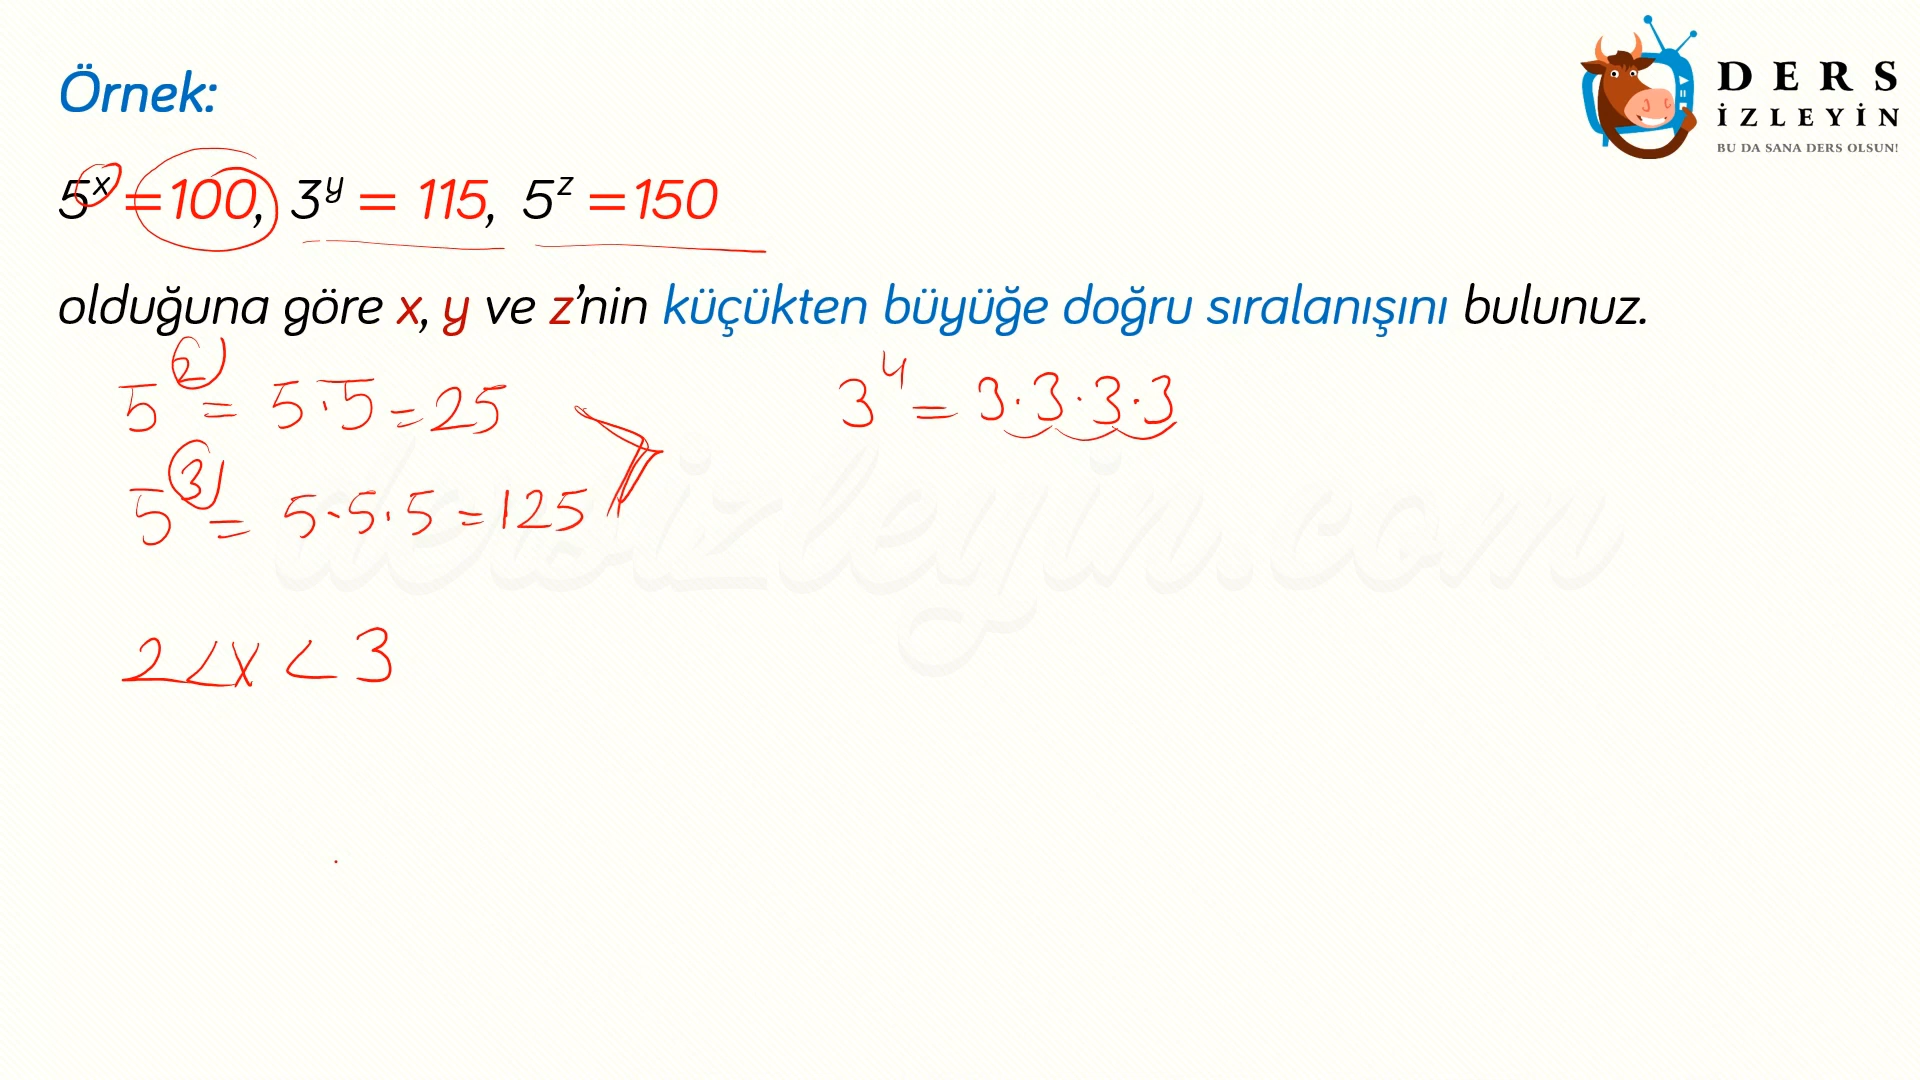 Örnek:
DERS
İZLEYİN
BU DA SANA DERS OLSUN!
5^x = 100, 3^y = 115, 5^z = 150
olduğuna göre x, y ve z’nin küçükten büyüğe doğru sıralanışını bulunuz.
5^2 = 5·5 = 25
3^4 = 3·3·3·3
5^3 = 5·5·5 = 125
dersizleyin.com
2 < x < 3